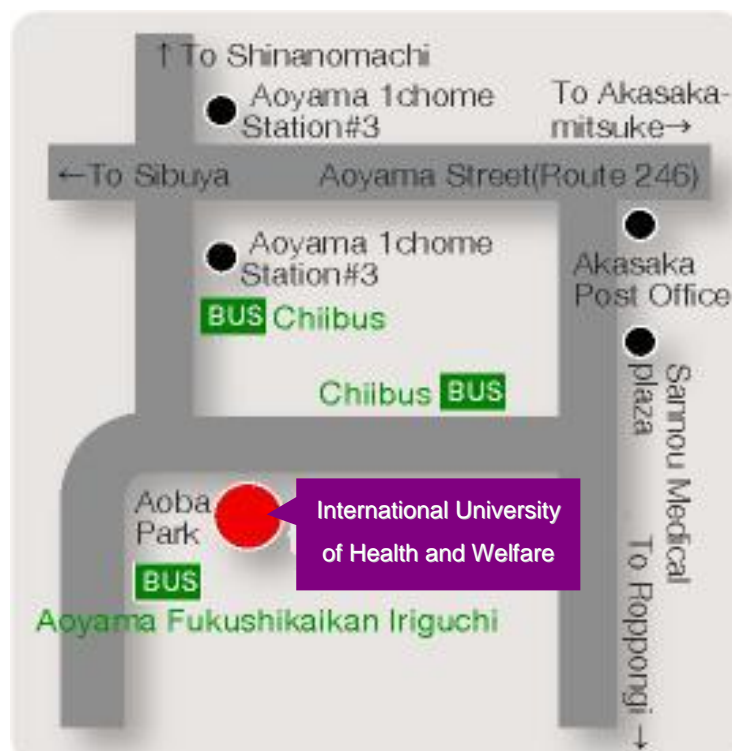 ↑To Shinanomachi
Aoyama 1chome
Station#3
To Akasaka-
mitsuke→
←To Sibuya
Aoyama Street(Route 246)
Aoyama 1chome
Station#3
BUS Chiibus
Akasaka
Post Office
Chiibus BUS
Sannou Medical
plaza
Aoba
Park
International University
of Health and Welfare
BUS
Aoyama Fukushikaikan Iriguchi
To Roppongi →